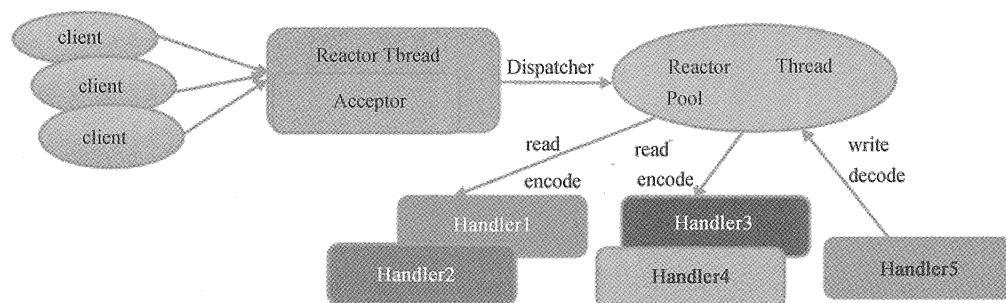 client
client
client
Reactor Tbread
Acceptor
Dispatcher
Reactor Thread
Pool
read
encode
read
encode
write
decode
Handler1
Handler2
Handler3
Handler4
Handler5